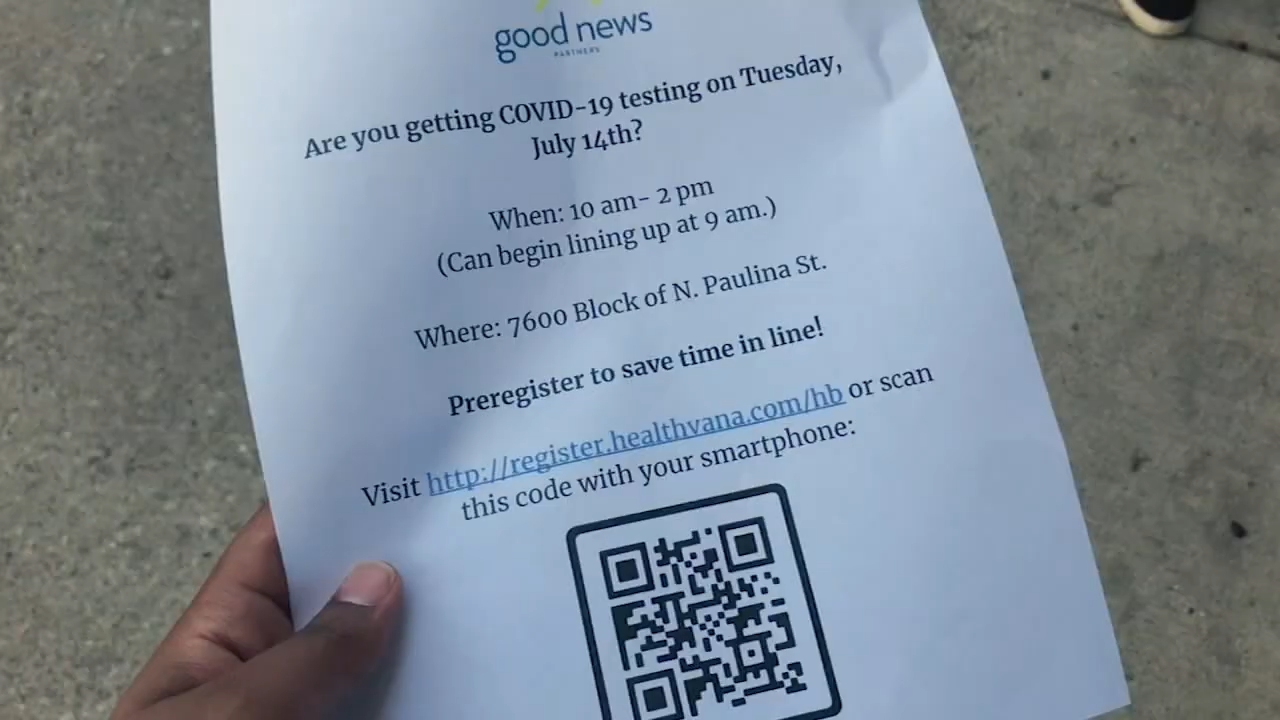 good news
PARTNERS
Are you getting COVID-19 testing on Tuesday,
July 14th?
When: 10 am- 2 pm
(Can begin lining up at 9 am.)
Where: 7600 Block of N. Paulina St.
Preregister to save time in line!
Visit http://register.healthvana.com/hb or scan
this code with your smartphone: